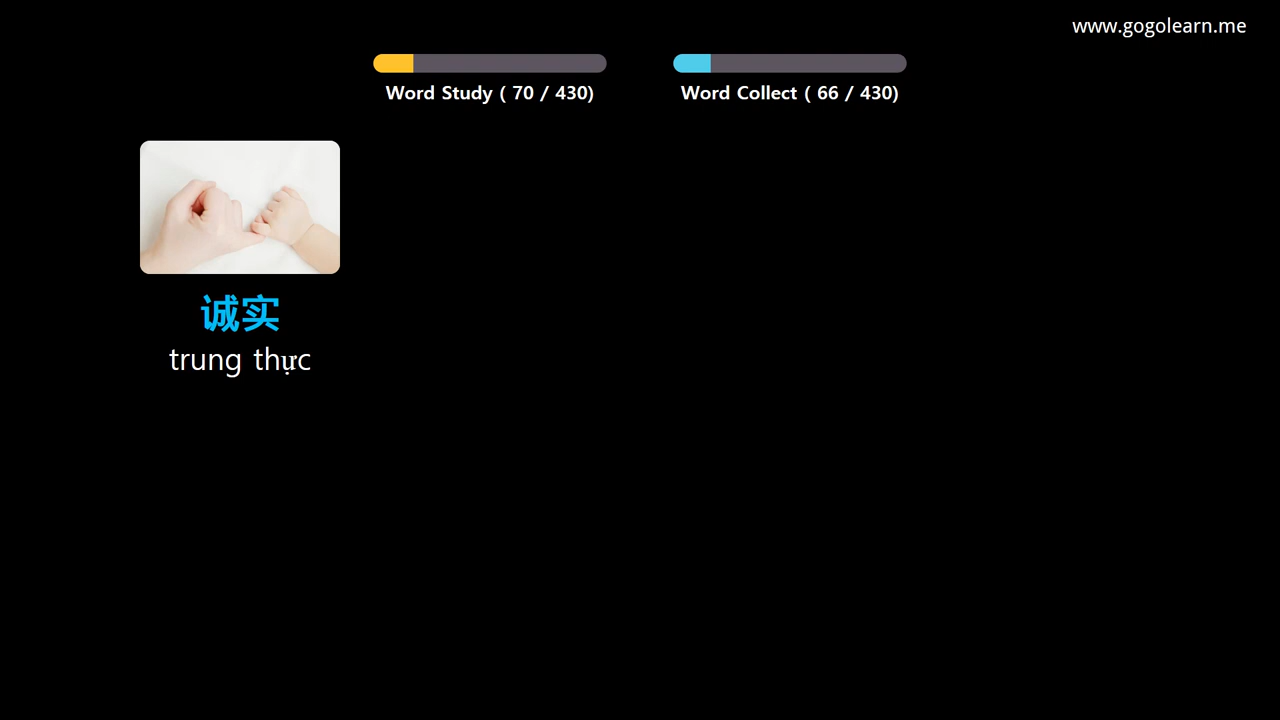 www.gogolearn.me
Word Study ( 70 / 430)
Word Collect ( 66 / 430)
诚实
trung thực